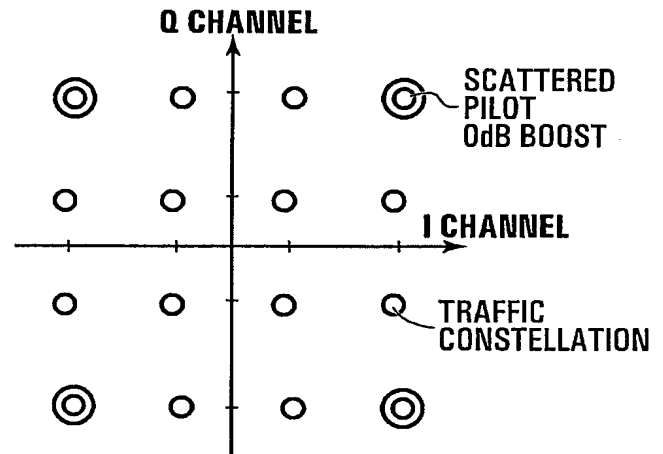 Q CHANNEL
SCATTERED
PILOT
0dB BOOST
I CHANNEL
TRAFFIC
CONSTELLATION